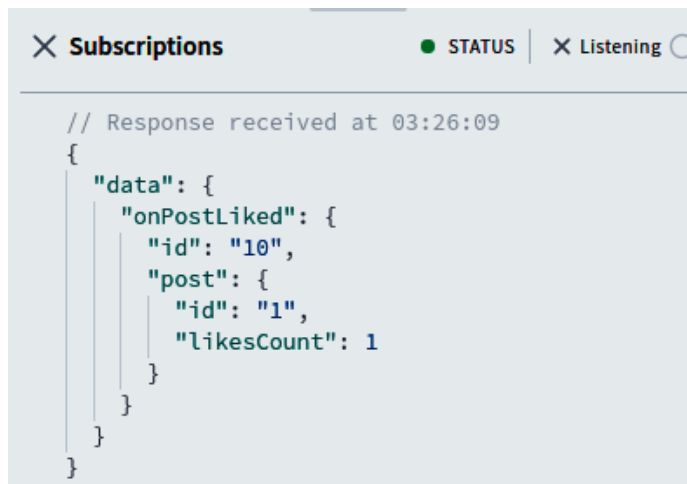 Subscriptions STATUS Listening
// Response received at 03:26:09
{
  "data": {
    "onPostLiked": {
      "id": "10",
      "post": {
        "id": "1",
        "likesCount": 1
      }
    }
  }
}